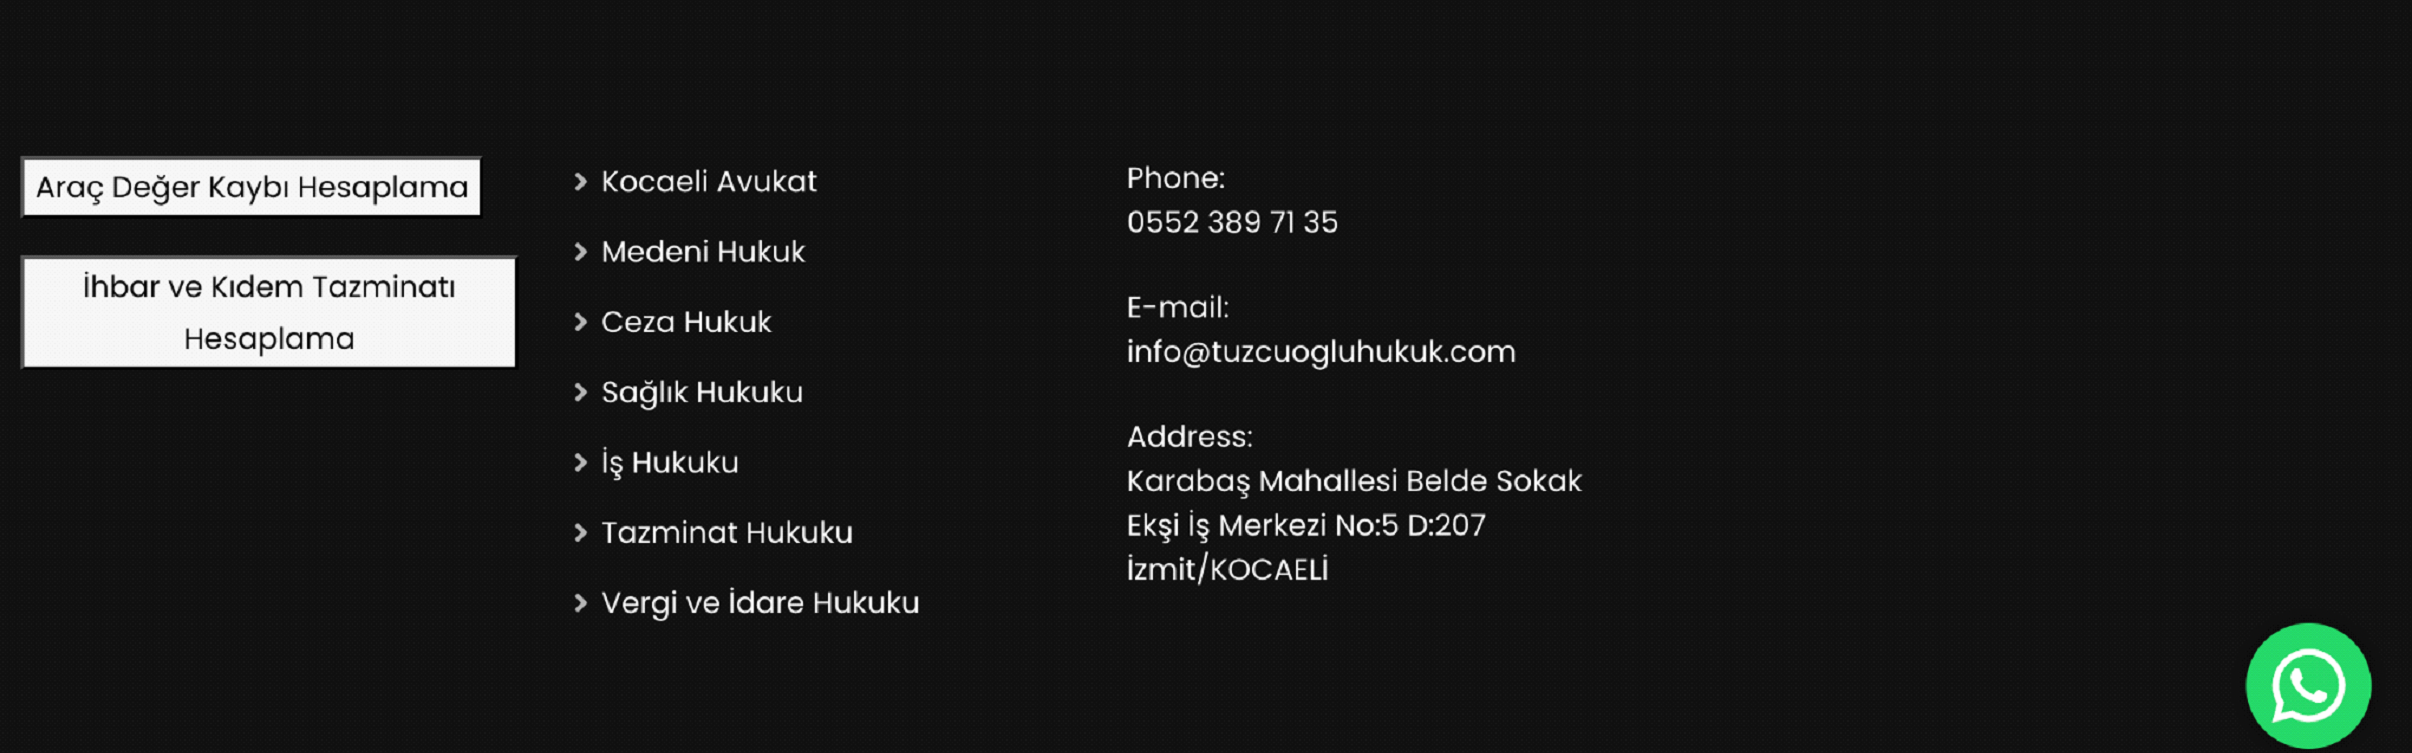 Araç Değer Kaybı Hesaplama
İhbar ve Kıdem Tazminatı
Hesaplama
Kocaeli Avukat
Medeni Hukuk
Ceza Hukuk
Sağlık Hukuku
İş Hukuku
Tazminat Hukuku
Vergi ve İdare Hukuku
Phone:
0552 389 71 35
E-mail:
info@tuzcuogluhukuk.com
Address:
Karabaş Mahallesi Belde Sokak
Ekşi İş Merkezi No:5 D:207
İzmit/KOCAELİ